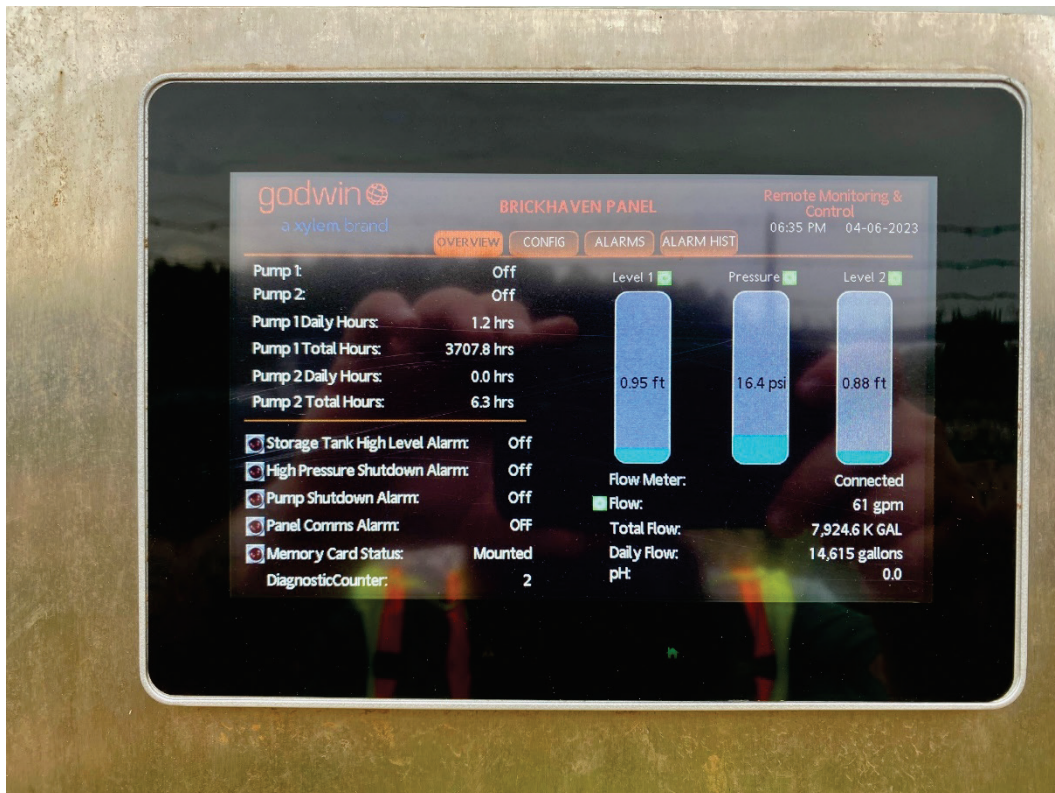 godwin
a xylem brand
BRICKHAVEN PANEL
Remote Monitoring &
Control
06:35 PM 04-06-2023
OVERVIEW CONFIG ALARMS ALARM HIST
Pump 1: Off
Pump 2: Off
Pump 1 Daily Hours: 1.2 hrs
Pump 1 Total Hours: 3707.8 hrs
Pump 2 Daily Hours: 0.0 hrs
Pump 2 Total Hours: 6.3 hrs
Storage Tank High Level Alarm: Off
High Pressure Shutdown Alarm: Off
Pump Shutdown Alarm: Off
Panel Comms Alarm: OFF
Memory Card Status: Mounted
DiagnosticCounter: 2
Level 1 Pressure Level 2
0.95 ft 16.4 psi 0.88 ft
Flow Meter: Connected
Flow: 61 gpm
Total Flow: 7,924.6 K GAL
Daily Flow: 14,615 gallons
pH: 0.0